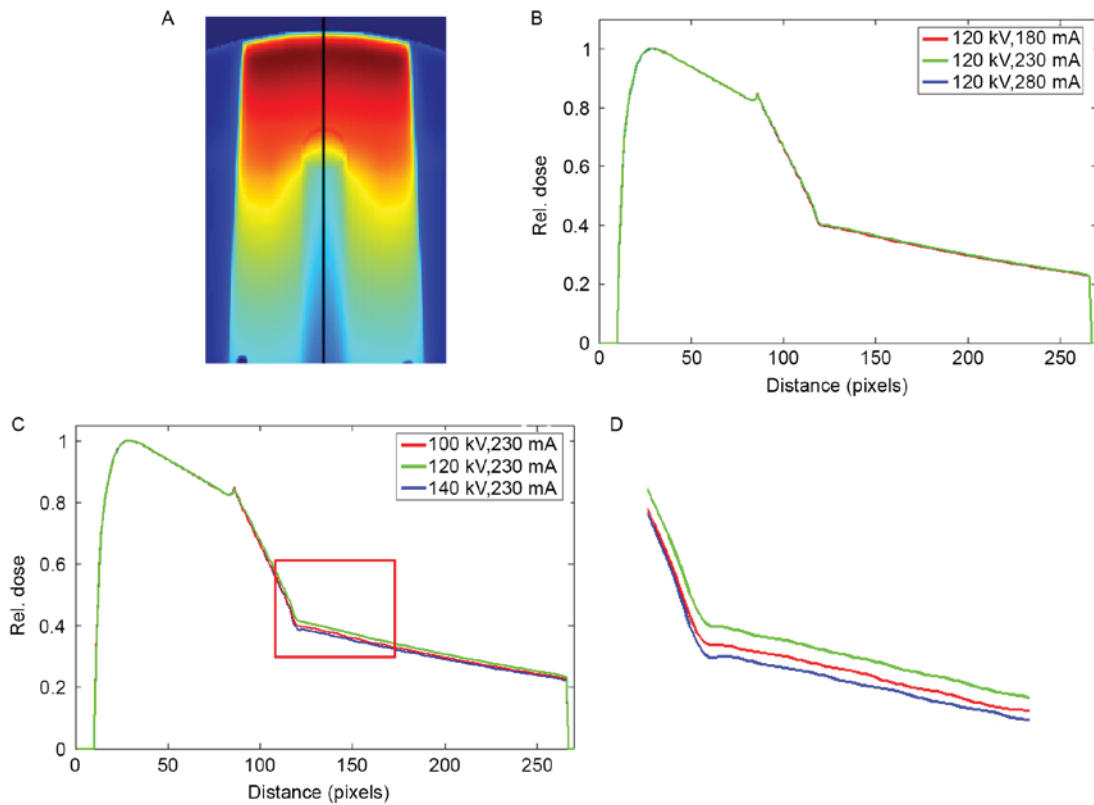 A
B
1
0.8
0.6
0.4
0.2
0
Rel. dose
120 kV,180 mA
120 kV,230 mA
120 kV,280 mA
0 50 100 150 200 250
Distance (pixels)
C
1
0.8
0.6
0.4
0.2
0
Rel. dose
100 kV,230 mA
120 kV,230 mA
140 kV,230 mA
0 50 100 150 200 250
Distance (pixels)
D